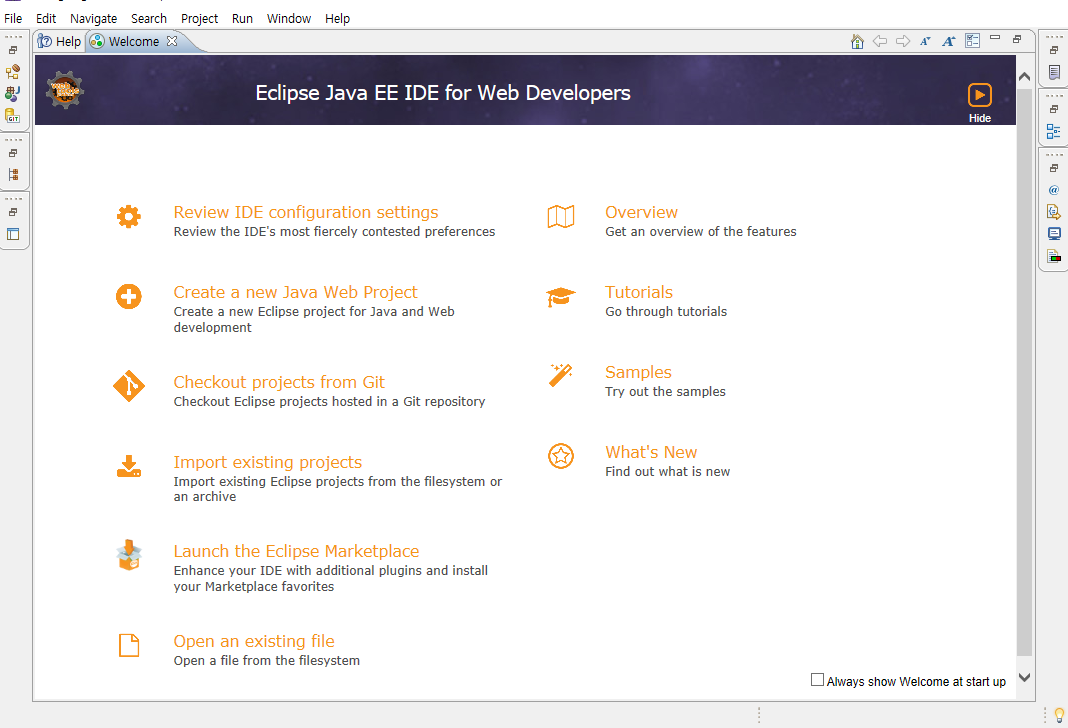 File Edit Navigate Search Project Run Window Help
Help Welcome
Eclipse Java EE IDE for Web Developers
Hide
Review IDE configuration settings
Review the IDE's most fiercely contested preferences
Create a new Java Web Project
Create a new Eclipse project for Java and Web
development
Checkout projects from Git
Checkout Eclipse projects hosted in a Git repository
Import existing projects
Import existing Eclipse projects from the filesystem or
an archive
Launch the Eclipse Marketplace
Enhance your IDE with additional plugins and install
your Marketplace favorites
Open an existing file
Open a file from the filesystem
Overview
Get an overview of the features
Tutorials
Go through tutorials
Samples
Try out the samples
What's New
Find out what is new
Always show Welcome at start up
GIT